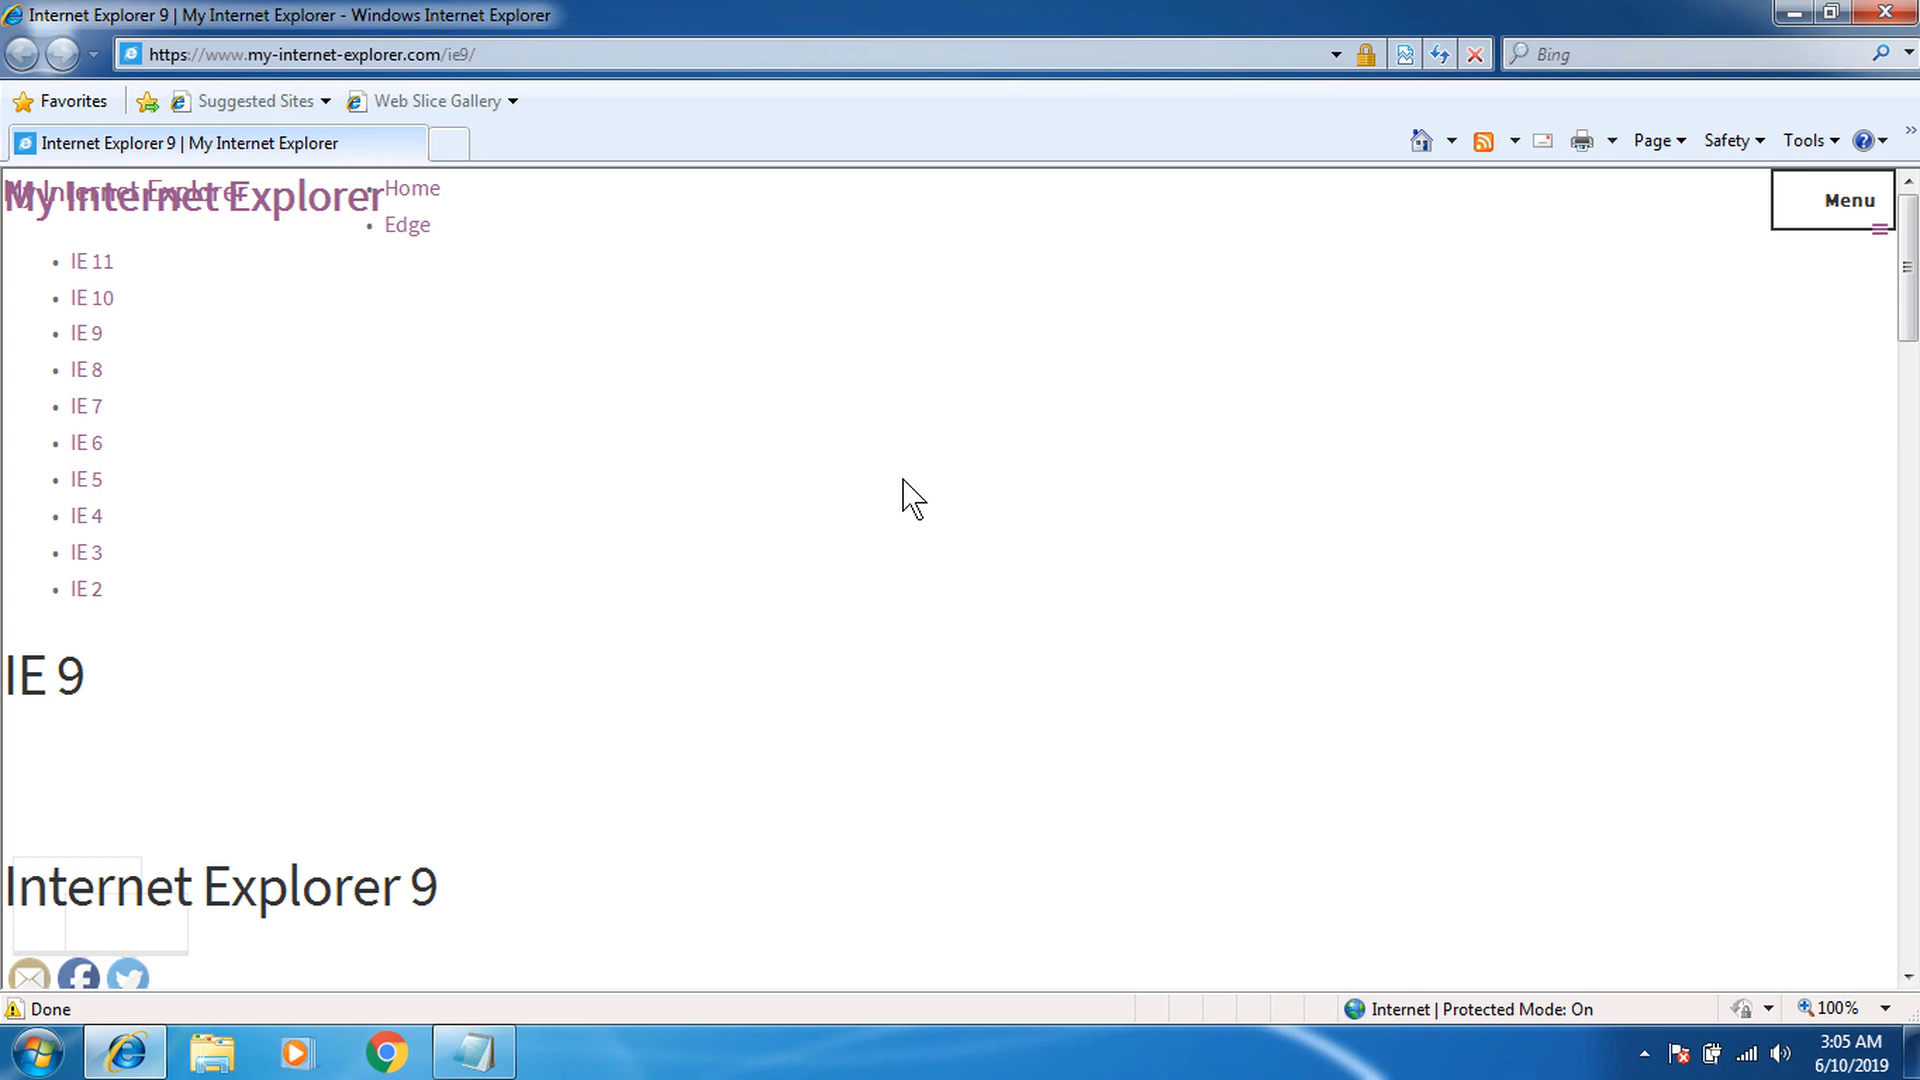 Internet Explorer 9 | My Internet Explorer - Windows Internet Explorer
https://www.my-internet-explorer.com/ie9/
Bing
Favorites
Suggested Sites
Web Slice Gallery
Internet Explorer 9 | My Internet Explorer
Page
Safety
Tools
My Internet Explorer
My Internet Explorer
Home
Edge
Menu
IE 11
IE 10
IE 9
IE 8
IE 7
IE 6
IE 5
IE 4
IE 3
IE 2
IE 9
Internet Explorer 9
Done
Internet | Protected Mode: On
100%
3:05 AM
6/10/2019